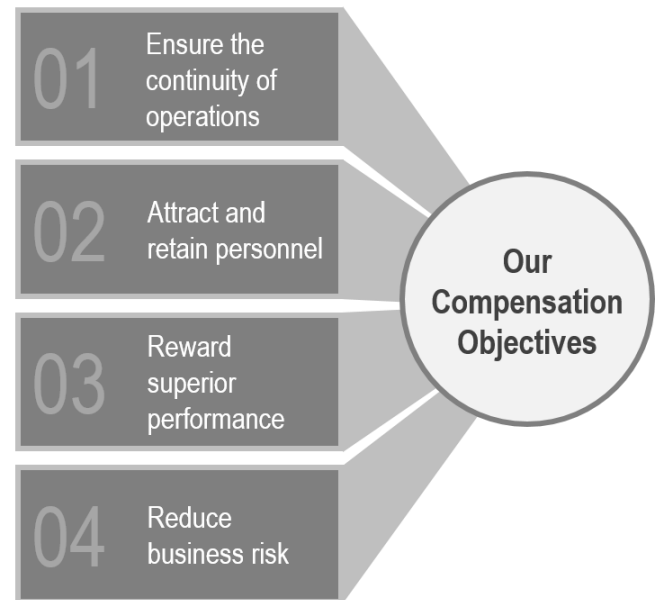 01
Ensure the
continuity of
operations
02
Attract and
retain personnel
03
Reward
superior
performance
04
Reduce
business risk
Our
Compensation
Objectives